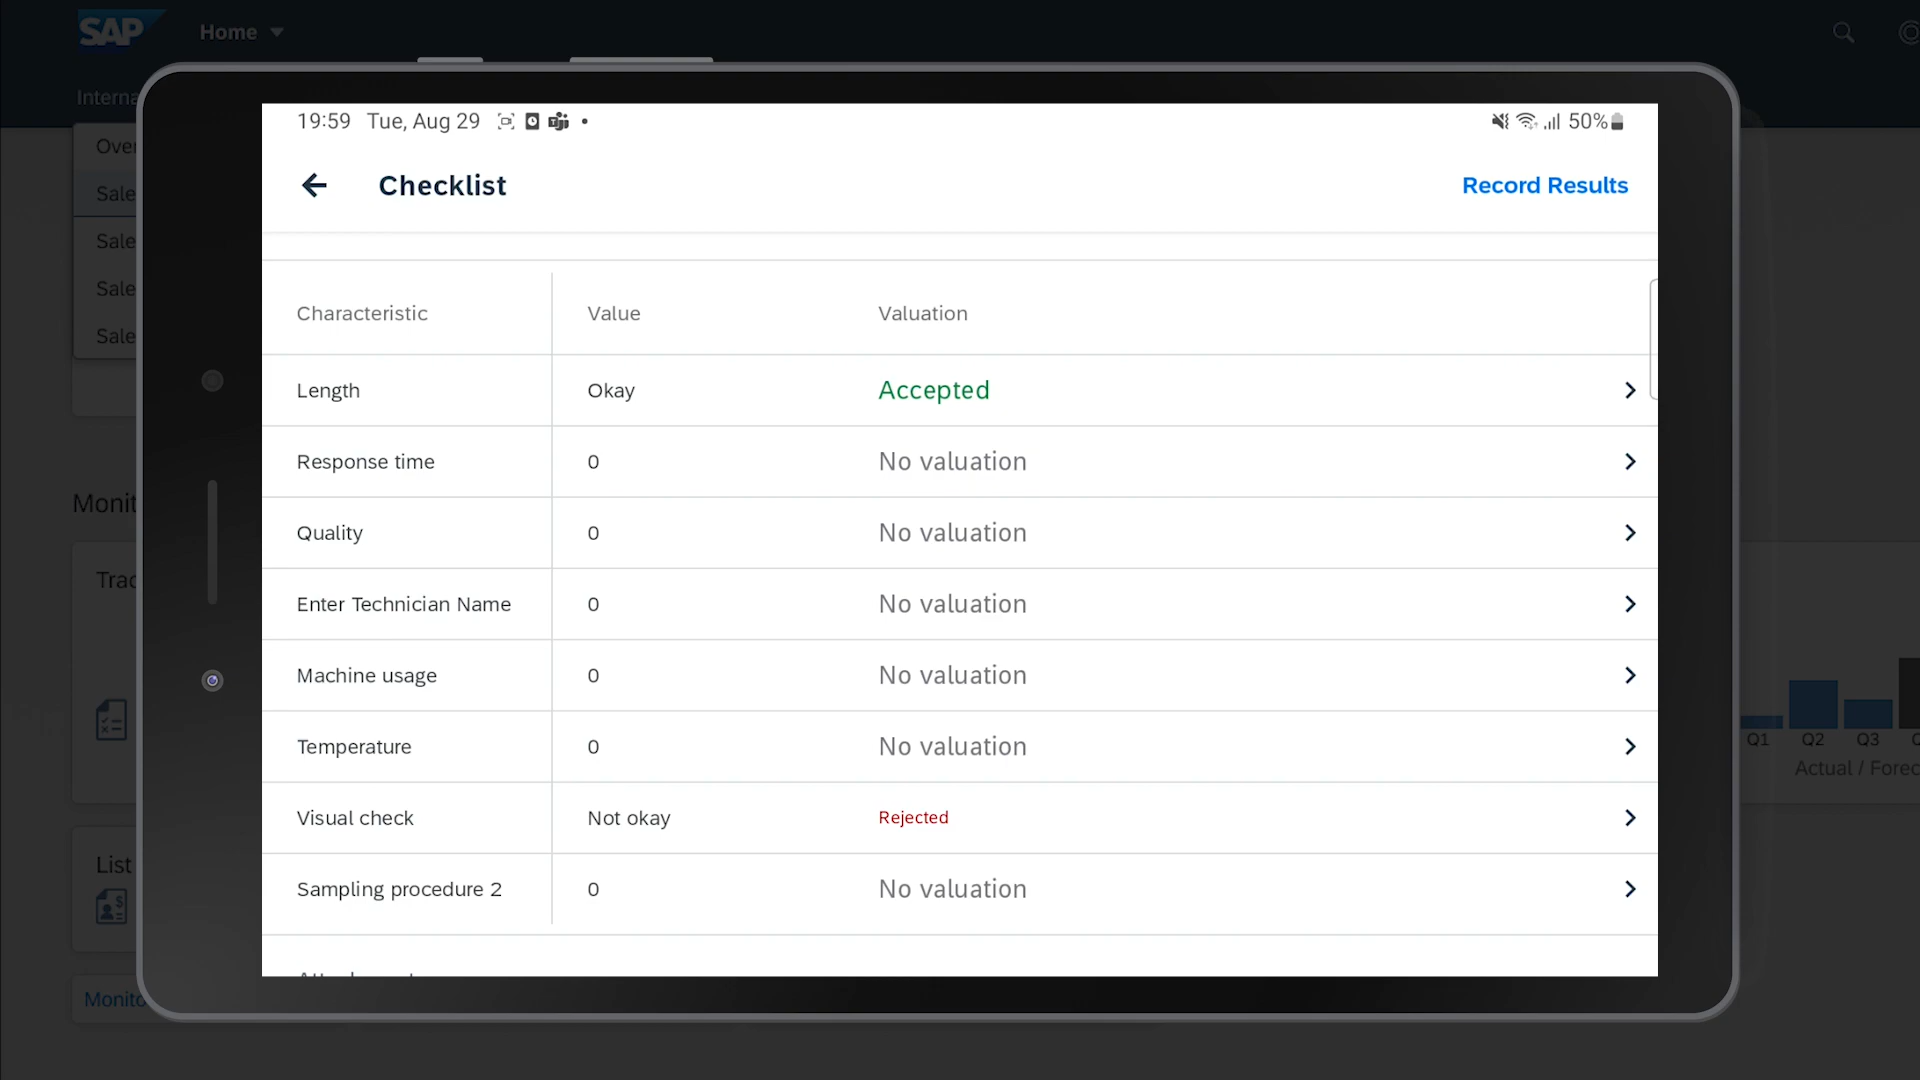 SAP
Home
19:59 Tue, Aug 29
50%
Checklist
Record Results
Characteristic Value Valuation
Length Okay Accepted
Response time 0 No valuation
Quality 0 No valuation
Enter Technician Name 0 No valuation
Machine usage 0 No valuation
Temperature 0 No valuation
Visual check Not okay Rejected
Sampling procedure 2 0 No valuation
List
Q1 Q2 Q3
Actual /